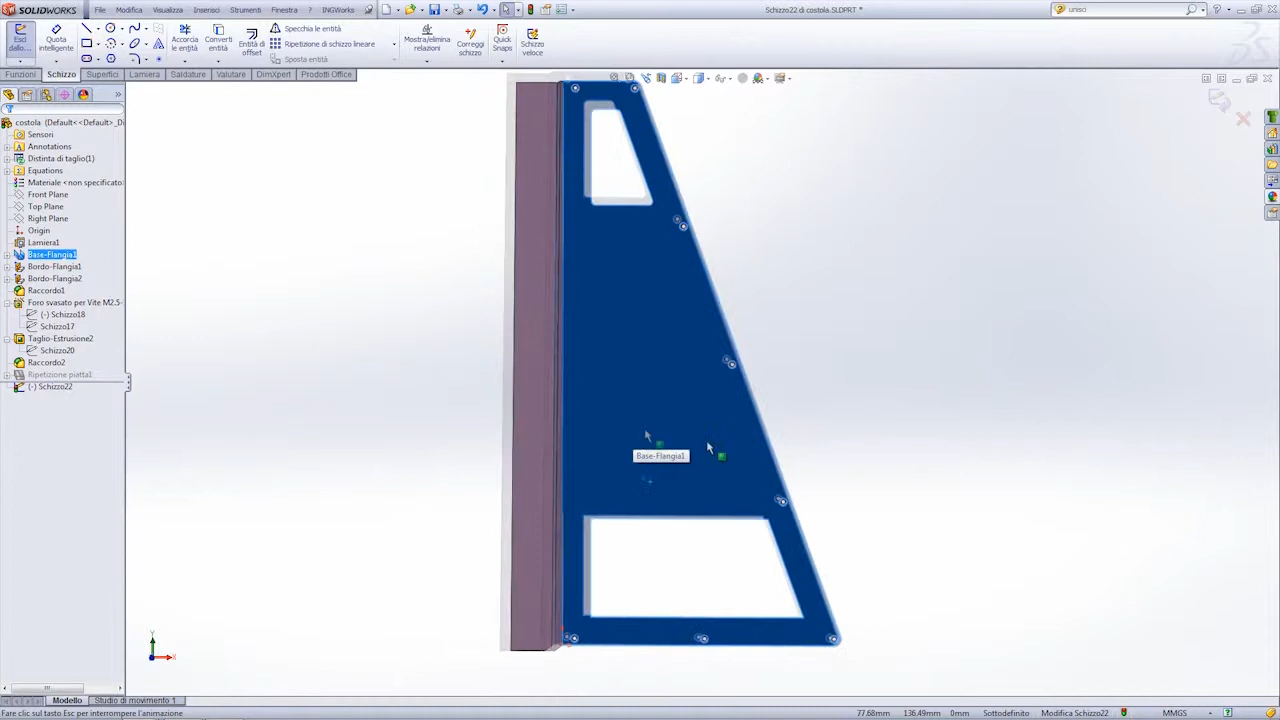 SOLIDWORKS File Modifica Visualizza Inserisci Strumenti Finestra ? INGWorks Schizzo22 di costola.SLDPRT * unisci
Esci dallo... Quota intelligente Accorcia le entità Converti entità Entità di offset Specchia le entità Mostra/elimina relazioni Correggi schizzo Quick Snaps Schizzo veloce
Ripetizione di schizzo lineare
Sposta entità
Funzioni Schizzo Superfici Lamiera Saldature Valutare DimXpert Prodotti Office
costola (Default<<Default>_Di
Sensori
Annotations
Distinta di taglio(1)
Equations
Materiale <non specificato>
Front Plane
Top Plane
Right Plane
Origin
Lamiera1
Base-Flangia1
Bordo-Flangia1
Bordo-Flangia2
Raccordo1
Foro svasato per Vite M2.5-
(-) Schizzo18
Schizzo17
Taglio-Estrusione2
Schizzo20
Raccordo2
Ripetizione piatta1
(-) Schizzo22
Base-Flangia1
Y
X
Modello Studio di movimento 1
Fare clic sul tasto Esc per interrompere l'animazione 77.68mm 136.49mm 0mm Sottodefinito Modifica Schizzo22 MMGS